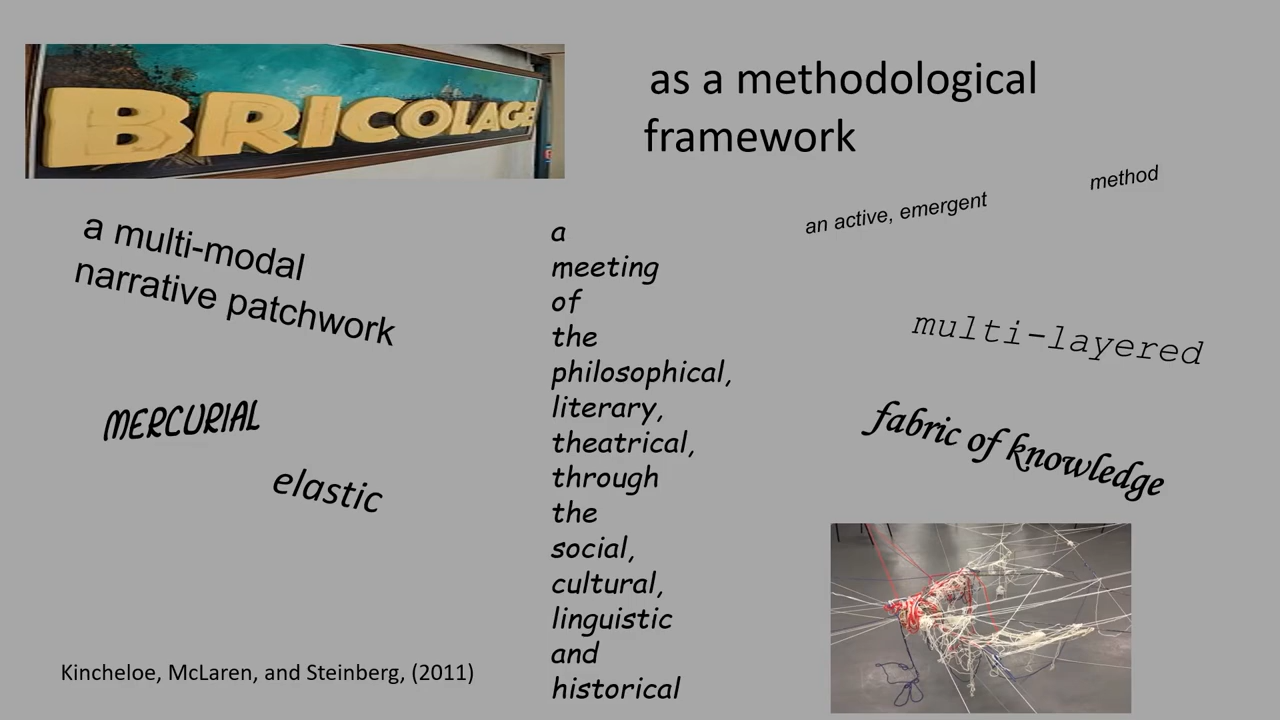 BRICOLAGE
as a methodological
framework
method
an active, emergent
a multi-modal
narrative patchwork
a
meeting
of
the
philosophical,
literary,
theatrical,
through
the
social,
cultural,
linguistic
and
historical
multi-layered
MERCURIAL
fabric of knowledge
elastic
Kincheloe, McLaren, and Steinberg, (2011)